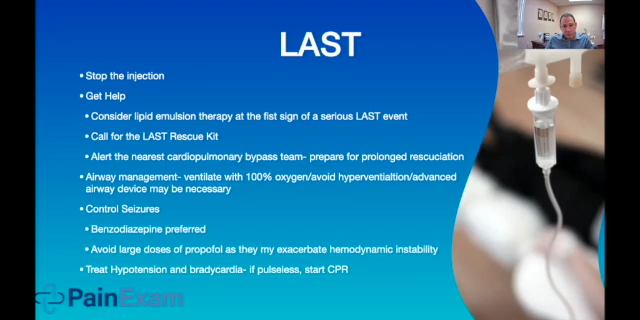 LAST
• Stop the injection
• Get Help
• Consider lipid emulsion therapy at the fist sign of a serious LAST event
• Call for the LAST Rescue Kit
• Alert the nearest cardiopulmonary bypass team- prepare for prolonged rescuciation
• Airway management- ventilate with 100% oxygen/avoid hyperventialtion/advanced
airway device may be necessary
• Control Seizures
• Benzodiazepine preferred
• Avoid large doses of propofol as they my exacerbate hemodynamic instability
• Treat Hypotension and bradycardia- if pulseless, start CPR
PainExam